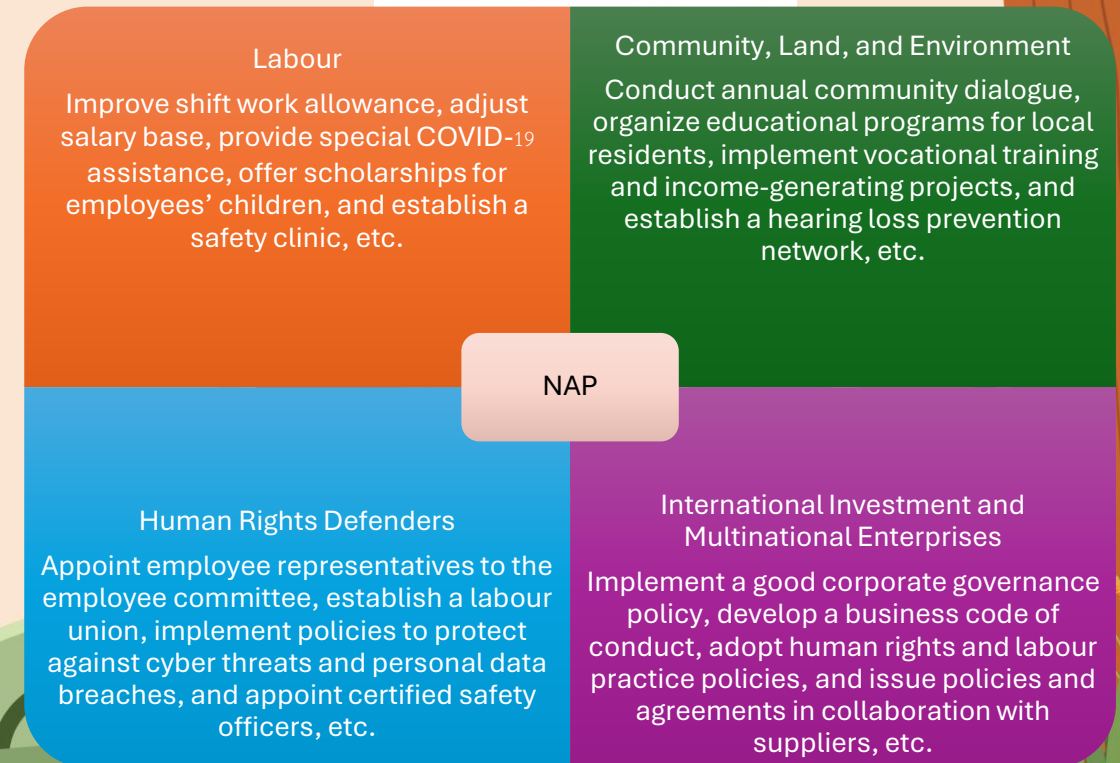 Labour
Improve shift work allowance, adjust
salary base, provide special COVID-19
assistance, offer scholarships for
employees’ children, and establish a
safety clinic, etc.
Community, Land, and Environment
Conduct annual community dialogue,
organize educational programs for local
residents, implement vocational training
and income-generating projects, and
establish a hearing loss prevention
network, etc.
NAP
Human Rights Defenders
Appoint employee representatives to the
employee committee, establish a labour
union, implement policies to protect
against cyber threats and personal data
breaches, and appoint certified safety
officers, etc.
International Investment and
Multinational Enterprises
Implement a good corporate governance
policy, develop a business code of
conduct, adopt human rights and labour
practice policies, and issue policies and
agreements in collaboration with
suppliers, etc.